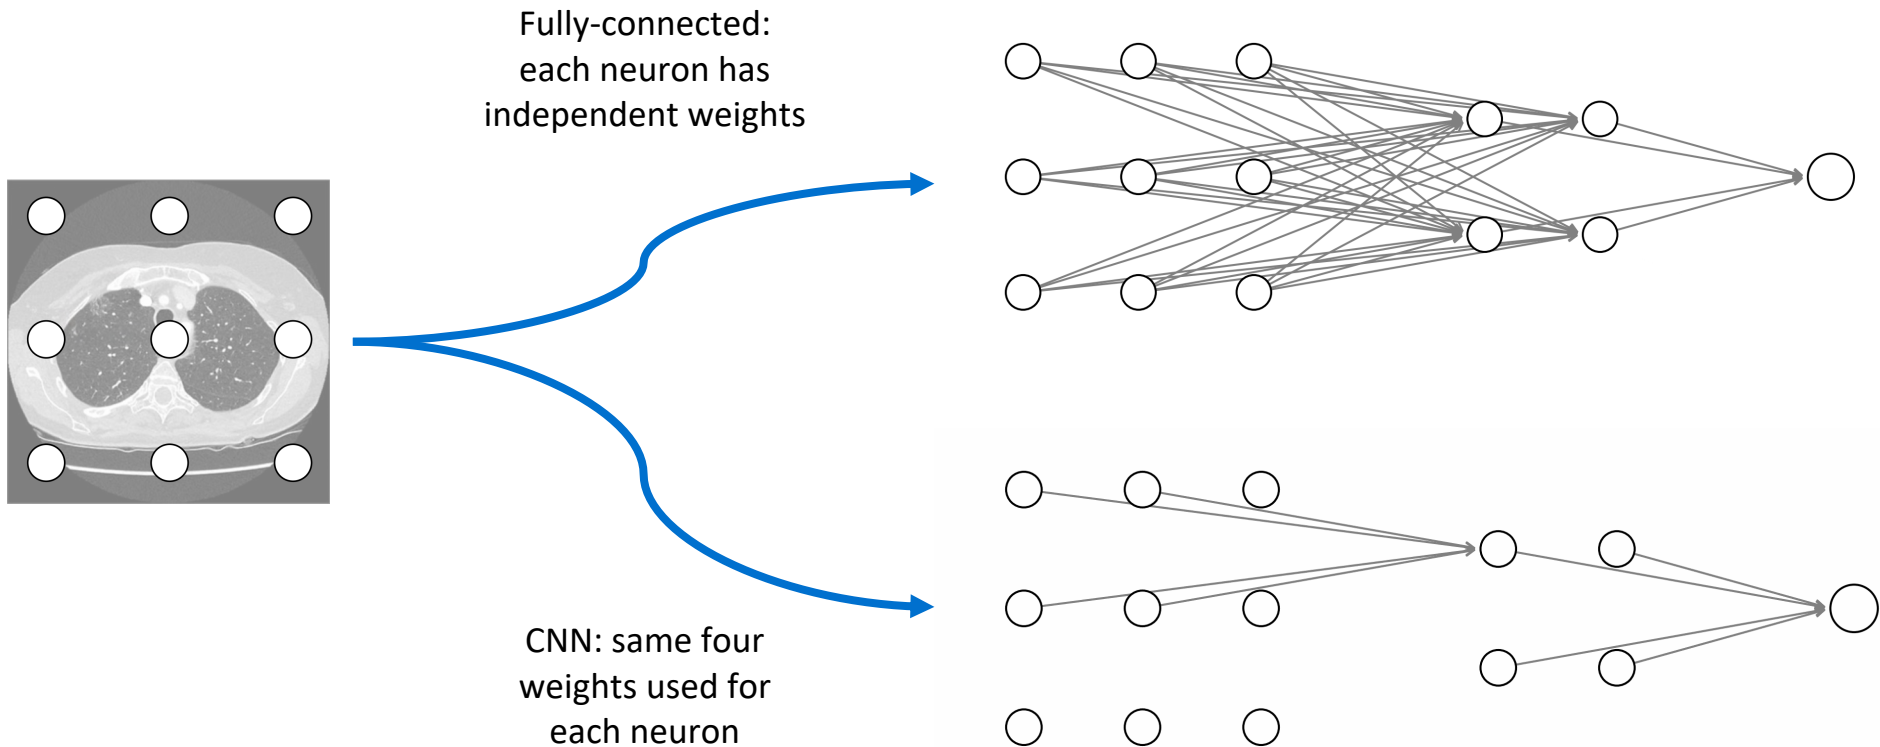 Fully-connected:
each neuron has
independent weights
CNN: same four
weights used for
each neuron